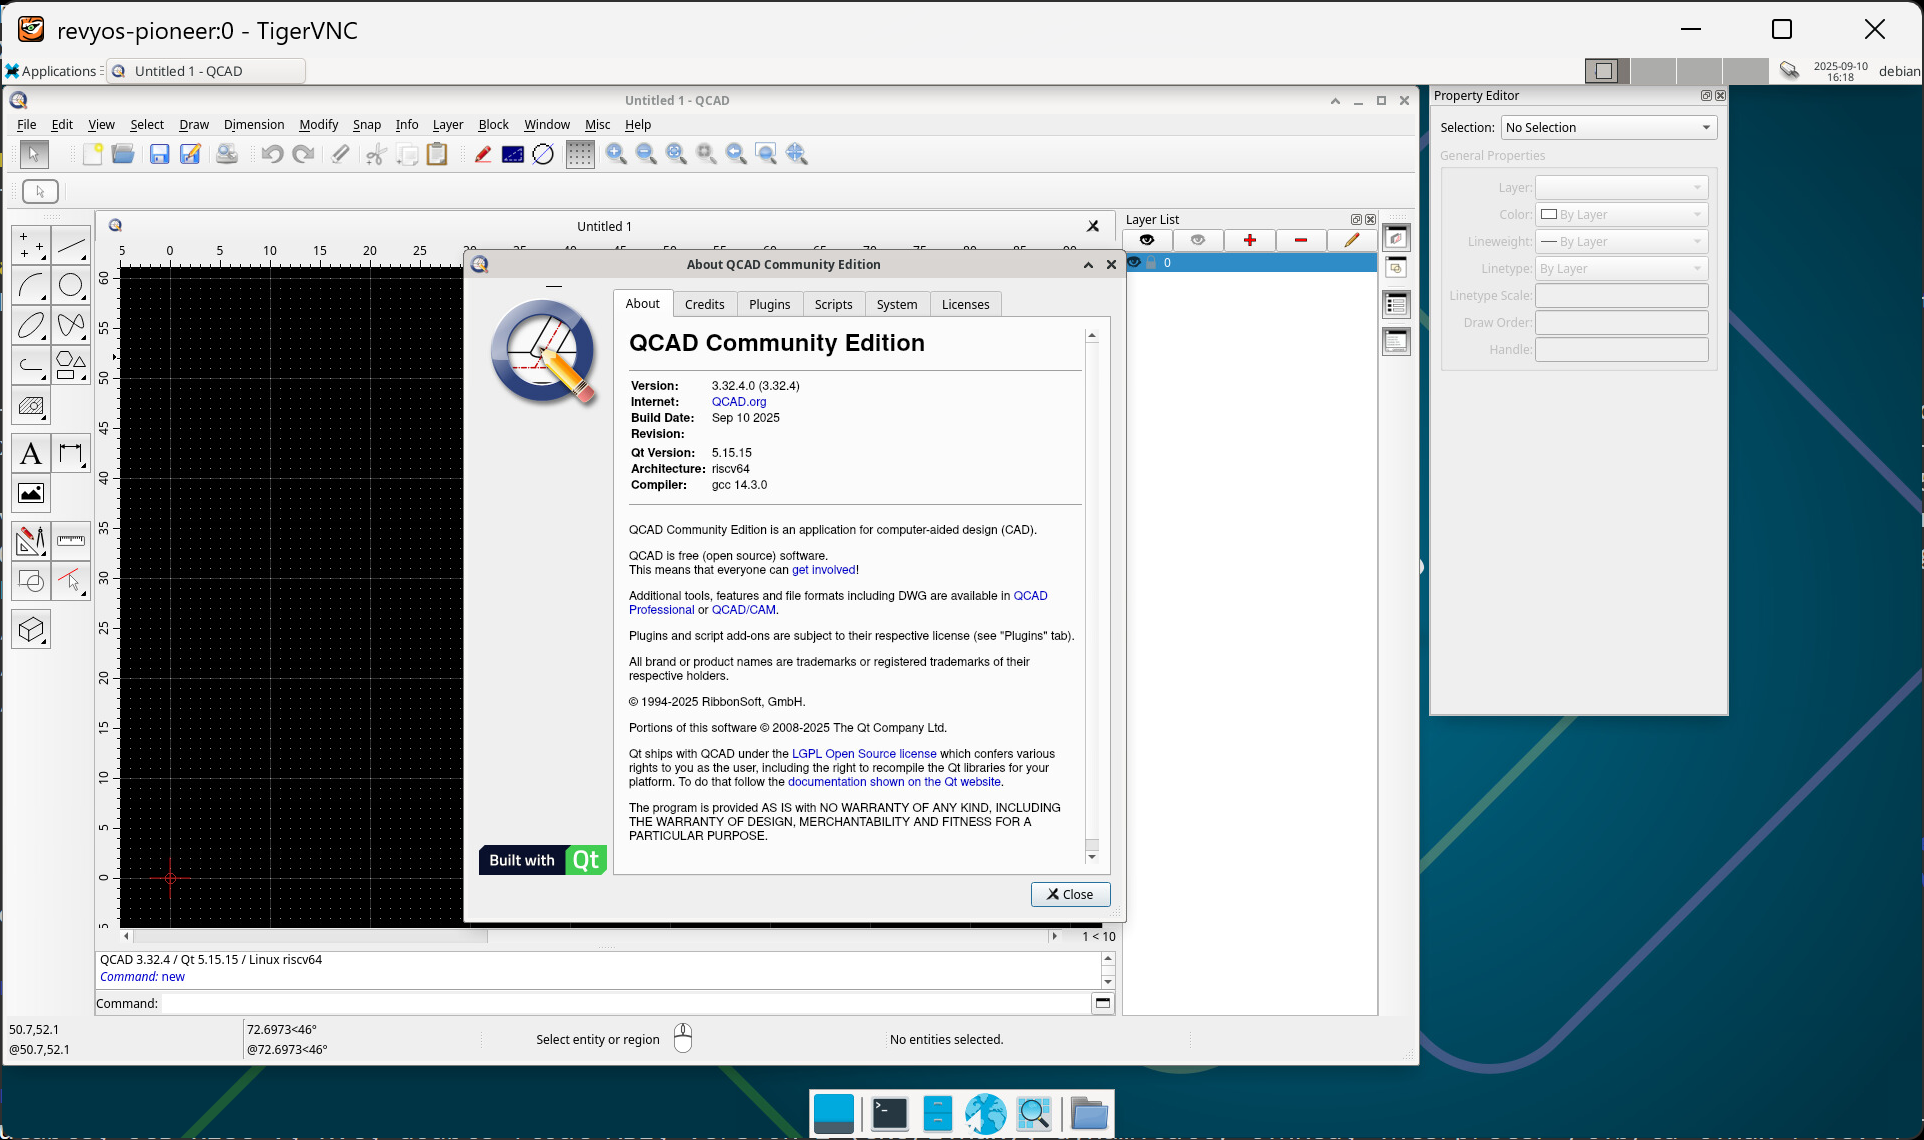 revyos-pioneer:0 - TigerVNC
Applications
Untitled 1 - QCAD
2025-09-10
16:18
debian
Untitled 1 - QCAD
File Edit View Select Draw Dimension Modify Snap Info Layer Block Window Misc Help
Property Editor
Selection: No Selection
General Properties
Layer:
Color: By Layer
Lineweight: By Layer
Linetype: By Layer
Linetype Scale:
Draw Order:
Handle:
Untitled 1
5 0 5 10 15 20 25
60
55
50
45
40
35
30
25
20
15
10
5
0
Layer List
0
About QCAD Community Edition
About Credits Plugins Scripts System Licenses
QCAD Community Edition
Version: 3.32.4.0 (3.32.4)
Internet: QCAD.org
Build Date: Sep 10 2025
Revision:
Qt Version: 5.15.15
Architecture: riscv64
Compiler: gcc 14.3.0
QCAD Community Edition is an application for computer-aided design (CAD).
QCAD is free (open source) software.
This means that everyone can get involved!
Additional tools, features and file formats including DWG are available in QCAD
Professional or QCAD/CAM.
Plugins and script add-ons are subject to their respective license (see "Plugins" tab).
All brand or product names are trademarks or registered trademarks of their
respective holders.
© 1994-2025 RibbonSoft, GmbH.
Portions of this software © 2008-2025 The Qt Company Ltd.
Qt ships with QCAD under the LGPL Open Source license which confers various
rights to you as the user, including the right to recompile the Qt libraries for your
platform. To do that follow the documentation shown on the Qt website.
The program is provided AS IS with NO WARRANTY OF ANY KIND, INCLUDING
THE WARRANTY OF DESIGN, MERCHANTABILITY AND FITNESS FOR A
PARTICULAR PURPOSE.
Built with Qt
Close
1 < 10
QCAD 3.32.4 / Qt 5.15.15 / Linux riscv64
Command: new
Command:
50.7,52.1
@50.7,52.1
72.6973<46°
@72.6973<46°
Select entity or region
No entities selected.